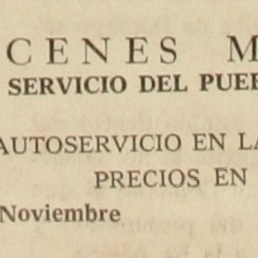 CENES M
SERVICIO DEL PUEB
AUTOSERVICIO EN LA
PRECIOS EN
Noviembre